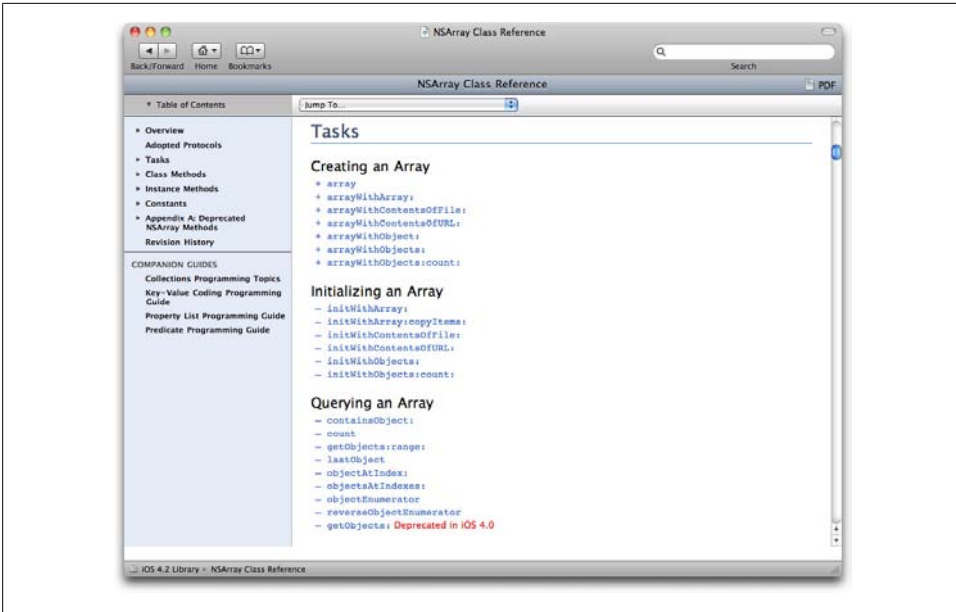 NSArray Class Reference
Back/Forward Home Bookmarks
Search
NSArray Class Reference
PDF
Table of Contents
Jump To...
Overview
Adopted Protocols
Tasks
Class Methods
Instance Methods
Constants
Appendix A: Deprecated
NSArray Methods
Revision History
COMPANION GUIDES
Collections Programming Topics
Key-Value Coding Programming
Guide
Property List Programming Guide
Predicate Programming Guide
Tasks
Creating an Array
+ array
+ arrayWithArray:
+ arrayWithContentsOfFile:
+ arrayWithContentsOfURL:
+ arrayWithObject:
+ arrayWithObjects:
+ arrayWithObjects:count:
Initializing an Array
– initWithArray:
– initWithArray:copyItems:
– initWithContentsOfFile:
– initWithContentsOfURL:
– initWithObjects:
– initWithObjects:count:
Querying an Array
– containsObject:
– count
– getObjects:range:
– lastObject
– objectAtIndex:
– objectsAtIndexes:
– objectEnumerator
– reverseObjectEnumerator
– getObjects: Deprecated in iOS 4.0
iOS 4.2 Library > NSArray Class Reference